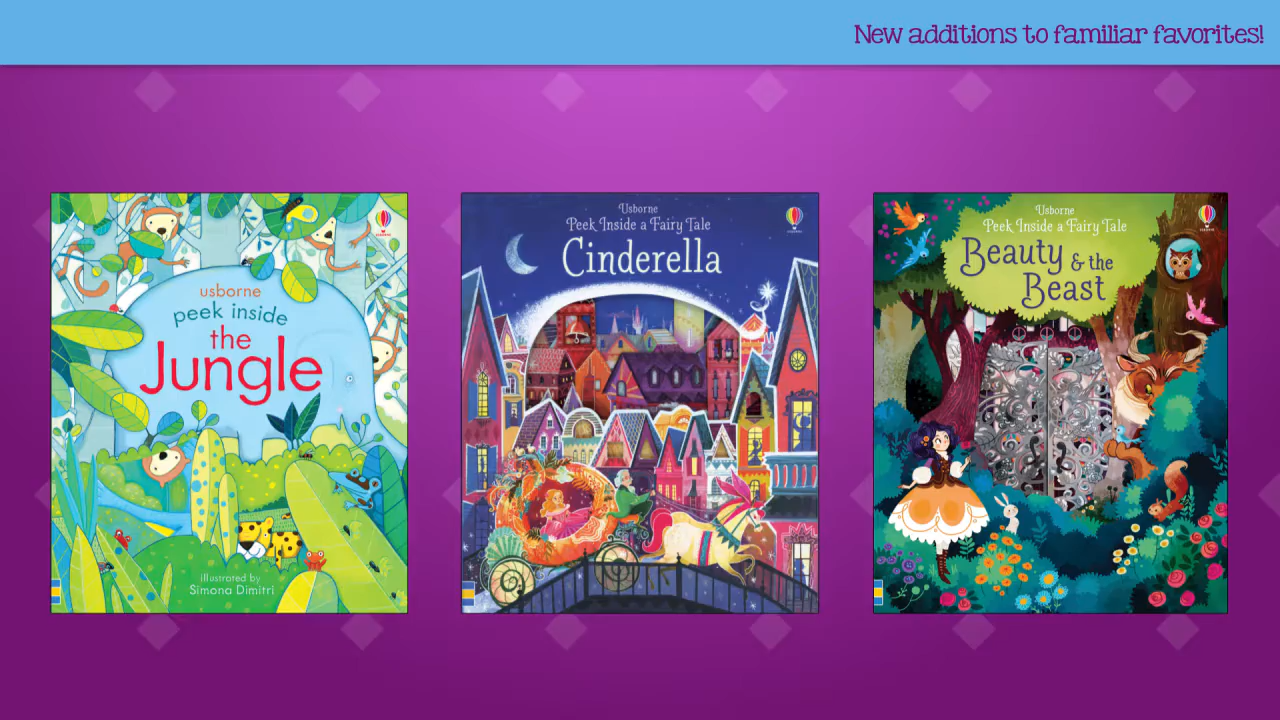 New additions to familiar favorites!
usborne
peek inside
the
Jungle
illustrated by
Simona Dimitri
Usborne
Peek Inside a Fairy Tale
Cinderella
Usborne
Peek Inside a Fairy Tale
Beauty & the
Beast